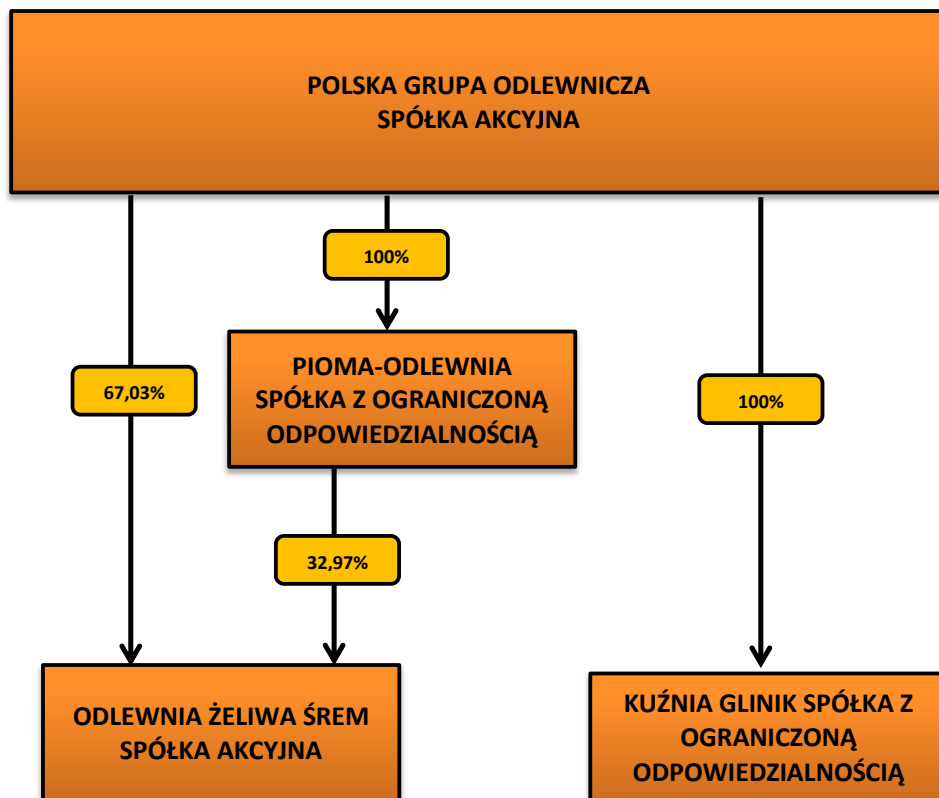 POLSKA GRUPA ODLEWNICZA
SPÓŁKA AKCYJNA
100%
PIOMA-ODLEWNIA
SPÓŁKA Z OGRANICZONĄ
ODPOWIEDZIALNOŚCIĄ
67,03%
100%
32,97%
ODLEWNIA ŻELIWA ŚREM
SPÓŁKA AKCYJNA
KUŹNIA GLINIK SPÓŁKA Z
OGRANICZONĄ
ODPOWIEDZIALNOŚCIĄ